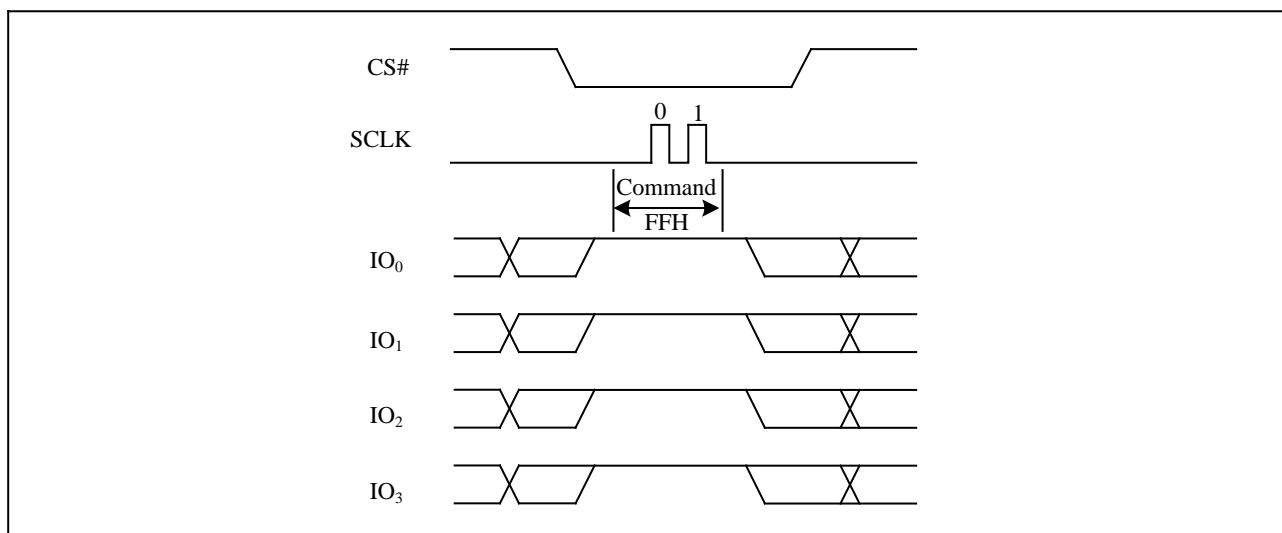 CS#
0 1
SCLK
Command
FFH
IO₀
IO₁
IO₂
IO₃